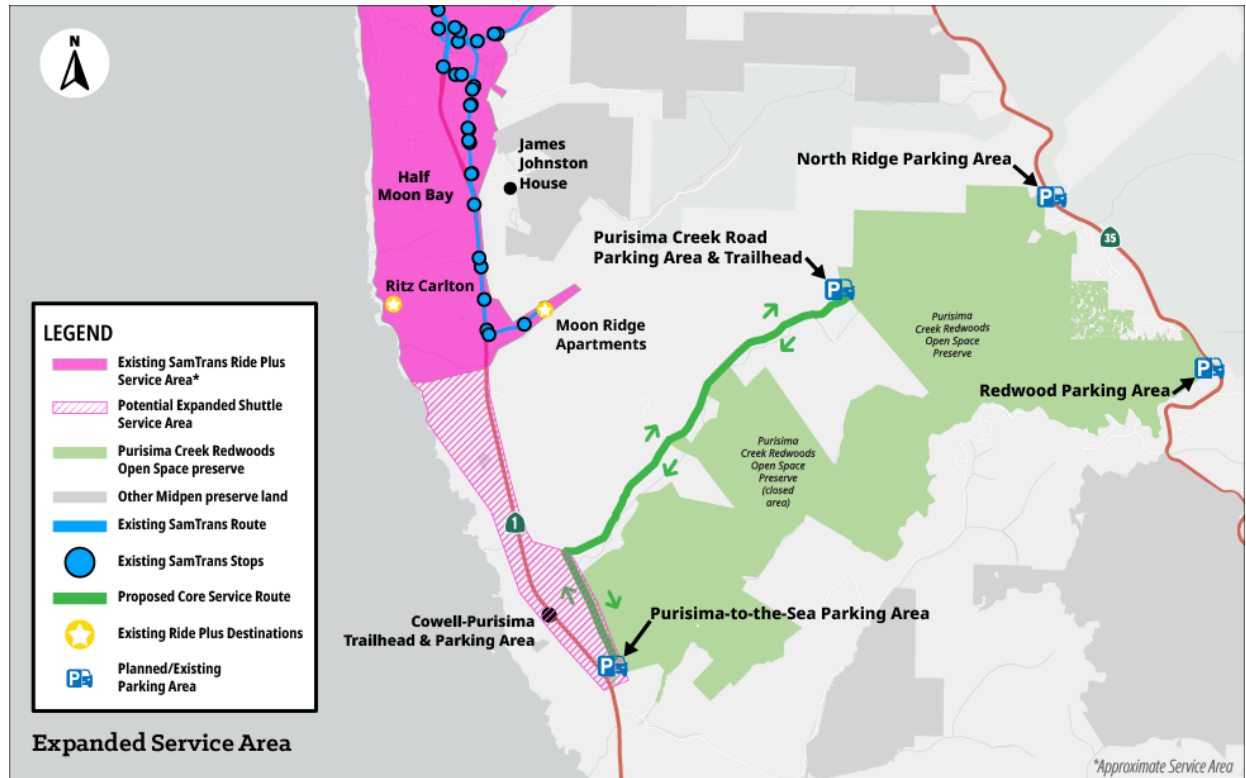 N
James
Johnston
House
Half
Moon Bay
North Ridge Parking Area
P
35
Purisima Creek Road
Parking Area & Trailhead
P
Ritz Carlton
Moon Ridge
Apartments
Purisima
Creek Redwoods
Open Space
Preserve
P
Redwood Parking Area
Purisima
Creek Redwoods
Open Space
Preserve
(closed
area)
1
Cowell-Purisima
Trailhead & Parking Area
Purisima-to-the-Sea Parking Area
P
LEGEND
Existing SamTrans Ride Plus
Service Area*
Potential Expanded Shuttle
Service Area
Purisima Creek Redwoods
Open Space preserve
Other Midpen preserve land
Existing SamTrans Route
Existing SamTrans Stops
Proposed Core Service Route
Existing Ride Plus Destinations
P
Planned/Existing
Parking Area
Expanded Service Area
*Approximate Service Area